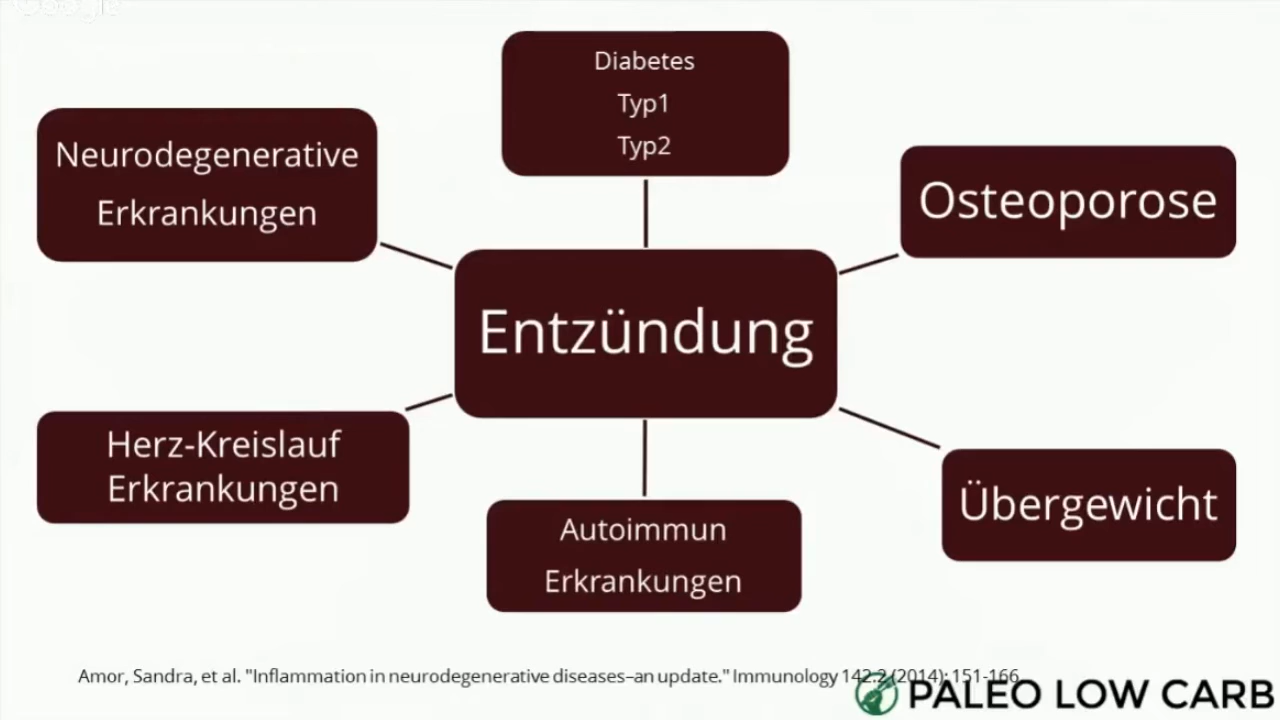 Google
Diabetes
Typ1
Typ2
Neurodegenerative
Erkrankungen
Osteoporose
Entzündung
Herz-Kreislauf
Erkrankungen
Übergewicht
Autoimmun
Erkrankungen
Amor, Sandra, et al. "Inflammation in neurodegenerative diseases–an update." Immunology 142.2 (2014): 151-166.
PALEO LOW CARB